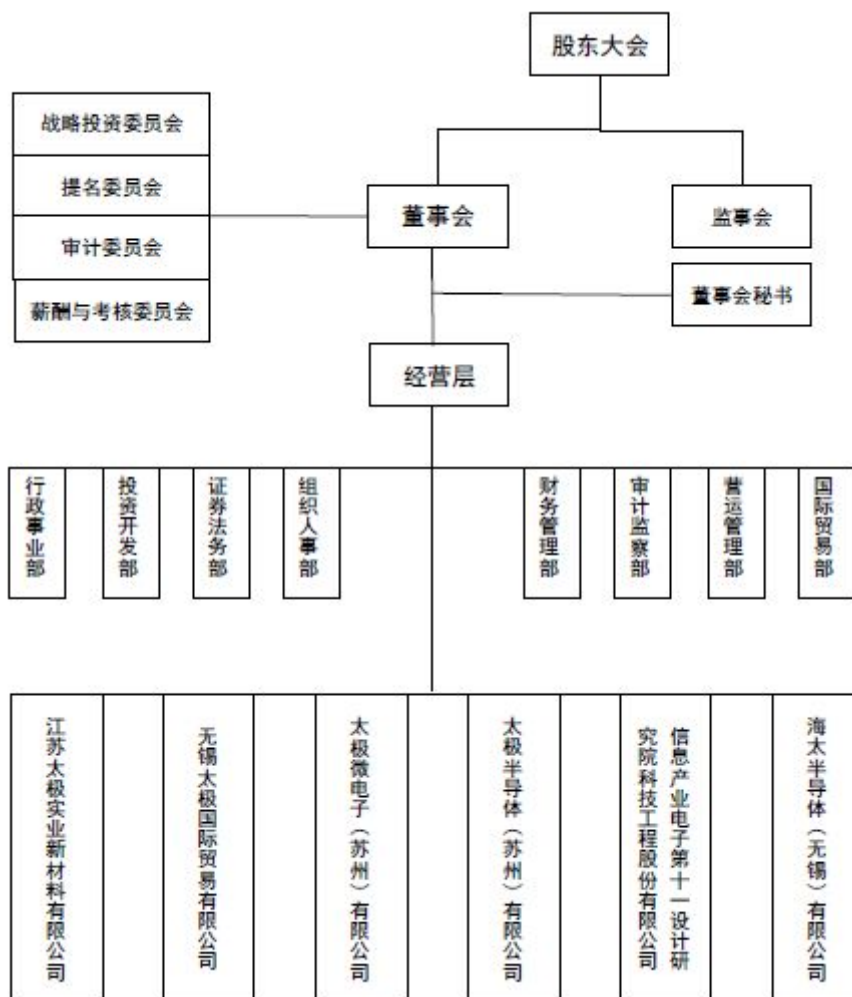 股东大会
战略投资委员会
提名委员会
审计委员会
薪酬与考核委员会
董事会
监事会
董事会秘书
经营层
行政事业部
投资开发部
证券法务部
组织人事部
财务管理部
审计监察部
营运管理部
国际贸易部
江苏太极实业新材料有限公司
无锡太极国际贸易有限公司
太极微电子（苏州）有限公司
太极半导体（苏州）有限公司
信息产业电子第十一设计研
究院科技工程股份有限公司
海太半导体（无锡）有限公司